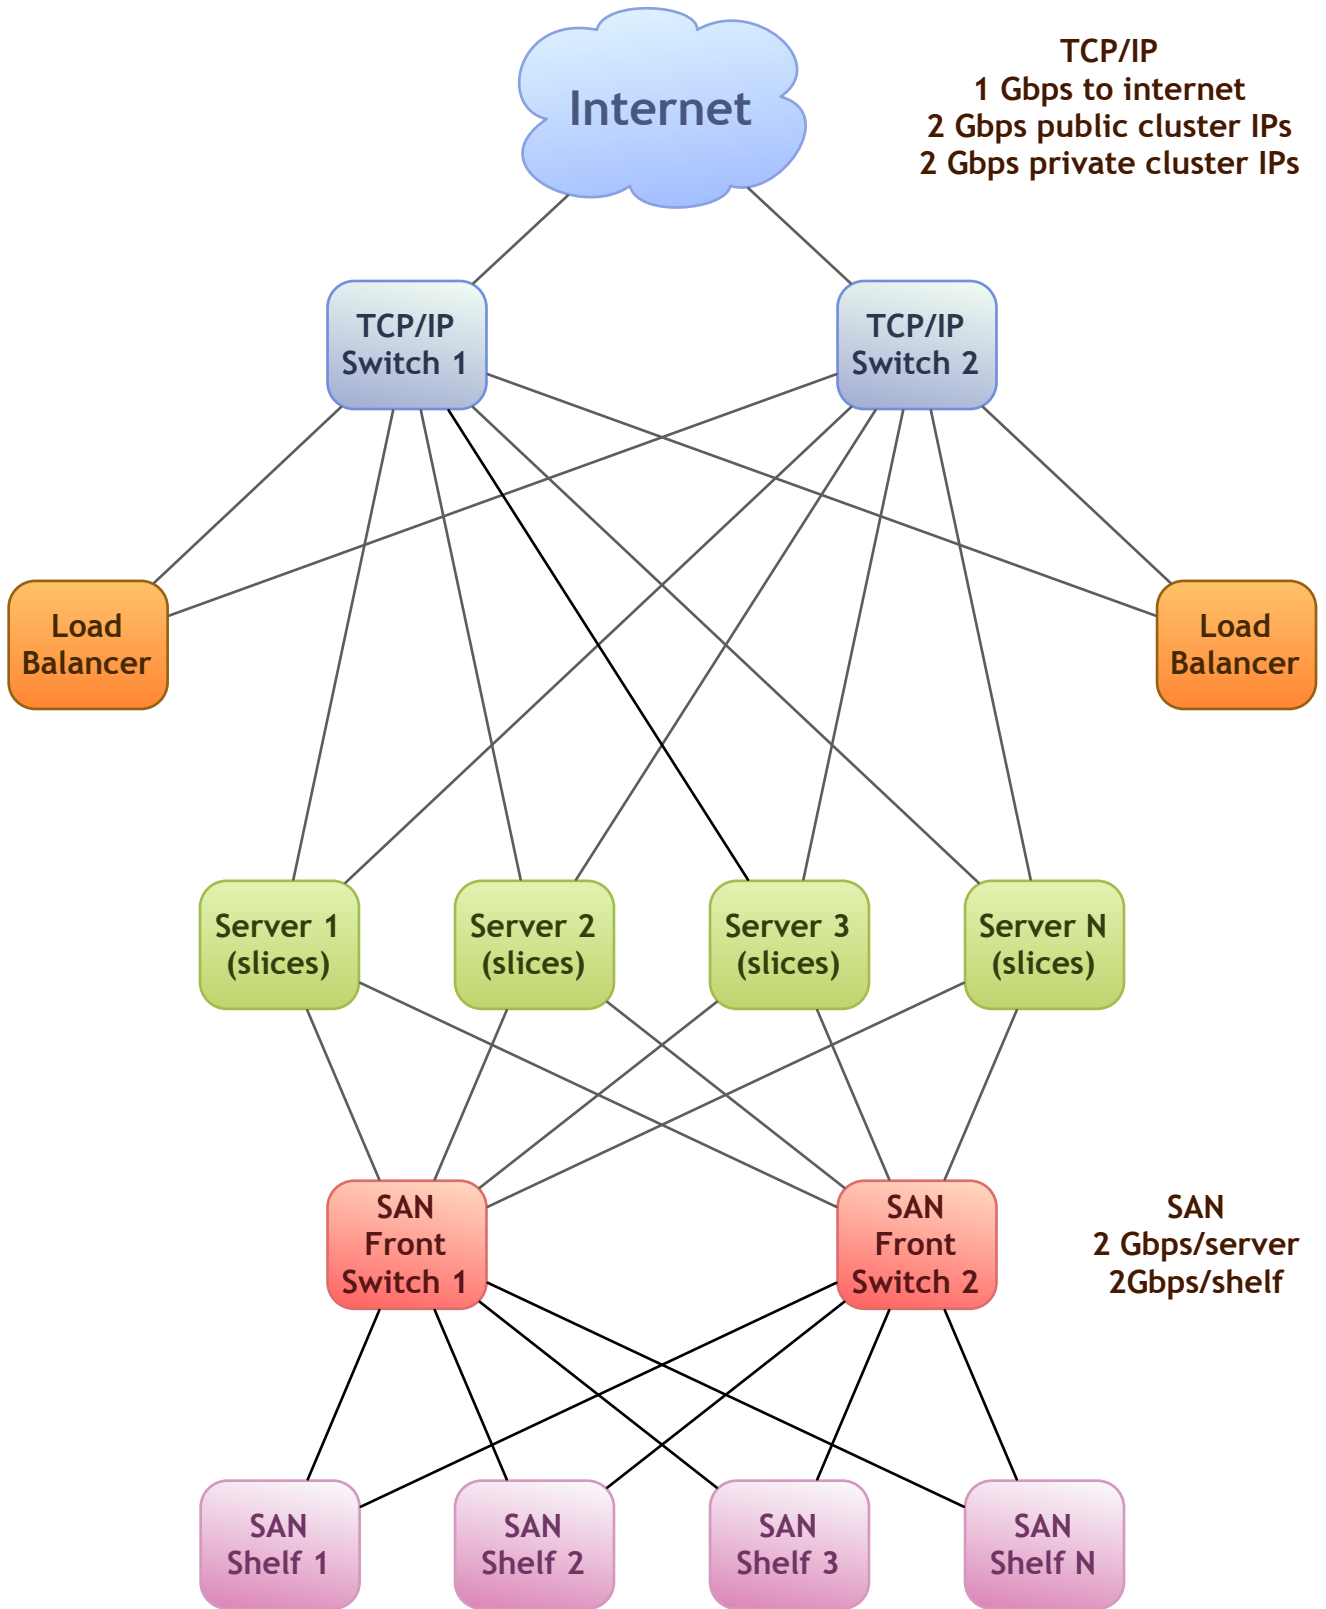 Internet
TCP/IP
1 Gbps to internet
2 Gbps public cluster IPs
2 Gbps private cluster IPs
TCP/IP
Switch 1
TCP/IP
Switch 2
Load
Balancer
Load
Balancer
Server 1
(slices)
Server 2
(slices)
Server 3
(slices)
Server N
(slices)
SAN
Front
Switch 1
SAN
Front
Switch 2
SAN
2 Gbps/server
2Gbps/shelf
SAN
Shelf 1
SAN
Shelf 2
SAN
Shelf 3
SAN
Shelf N